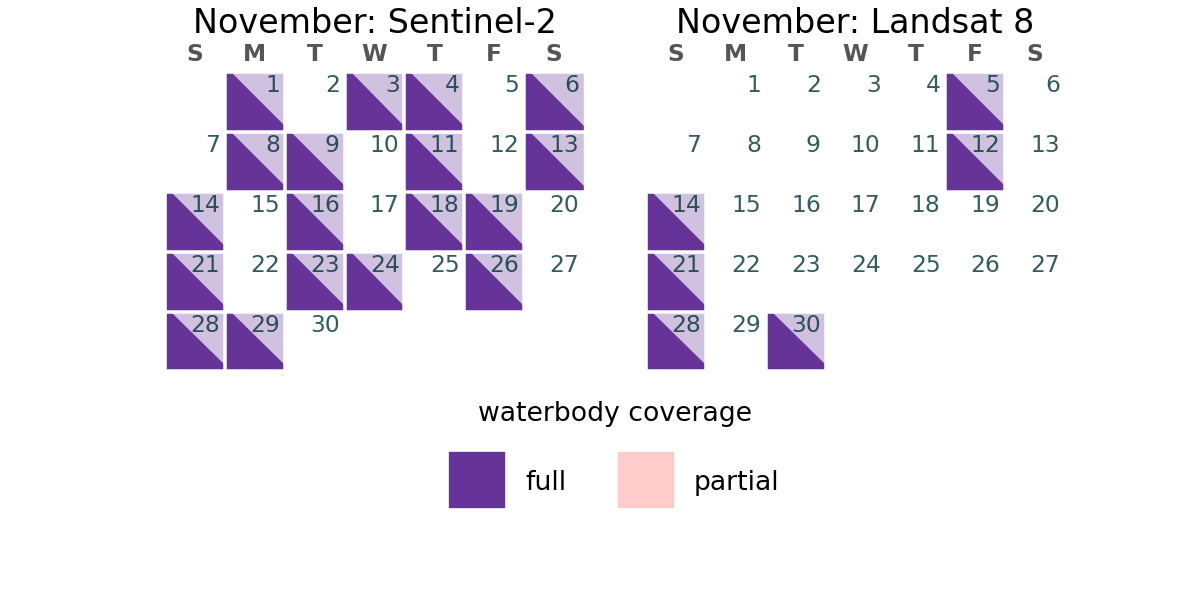 November: Sentinel-2
S M T W T F S
1 2 3 4 5 6
7 8 9 10 11 12 13
14 15 16 17 18 19 20
21 22 23 24 25 26 27
28 29 30
November: Landsat 8
S M T W T F S
1 2 3 4 5 6
7 8 9 10 11 12 13
14 15 16 17 18 19 20
21 22 23 24 25 26 27
28 29 30
waterbody coverage
full partial